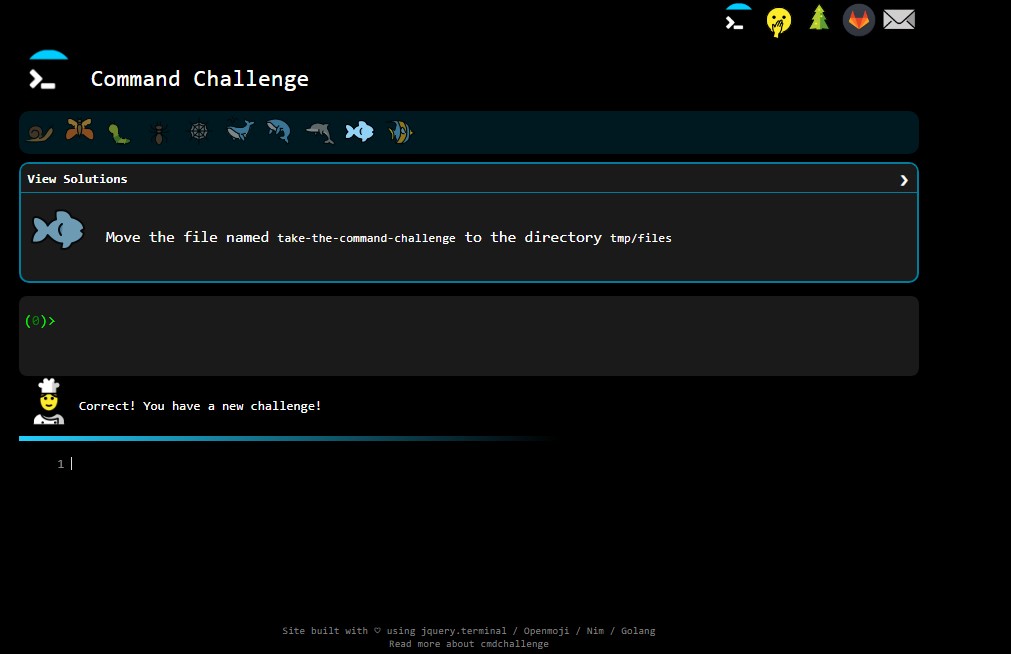 Command Challenge
View Solutions
Move the file named take-the-command-challenge to the directory tmp/files
(0)>
Correct! You have a new challenge!
1
Site built with ♡ using jquery.terminal / Openmoji / Nim / Golang
Read more about cmdchallenge